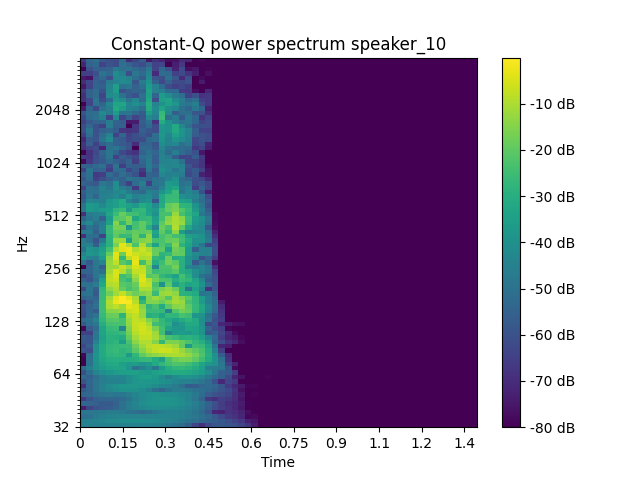 Constant-Q power spectrum speaker_10
Hz
2048
1024
512
256
128
64
32
0 0.15 0.3 0.45 0.6 0.75 0.9 1.1 1.2 1.4
Time
-10 dB
-20 dB
-30 dB
-40 dB
-50 dB
-60 dB
-70 dB
-80 dB